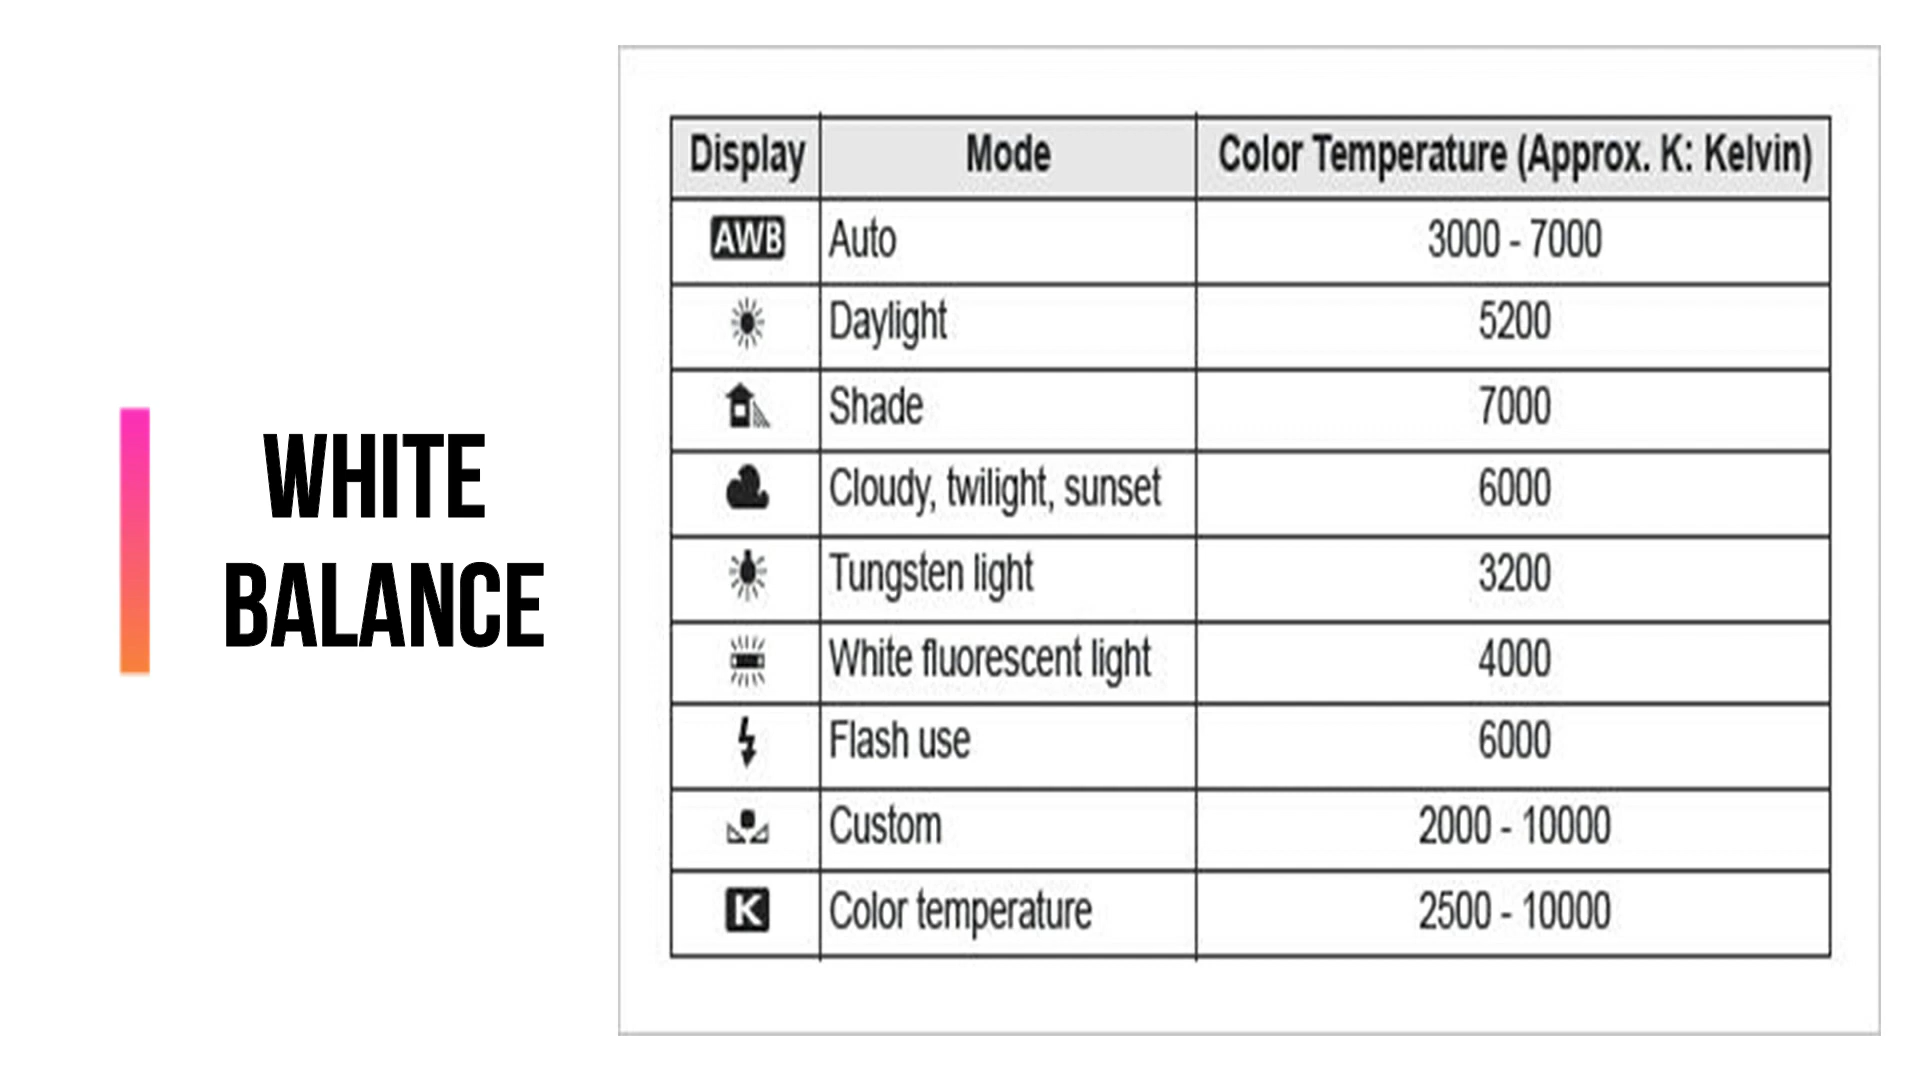 WHITE
BALANCE
Display Mode Color Temperature (Approx. K: Kelvin)
AWB Auto 3000 - 7000
Daylight 5200
Shade 7000
Cloudy, twilight, sunset 6000
Tungsten light 3200
White fluorescent light 4000
Flash use 6000
Custom 2000 - 10000
K Color temperature 2500 - 10000